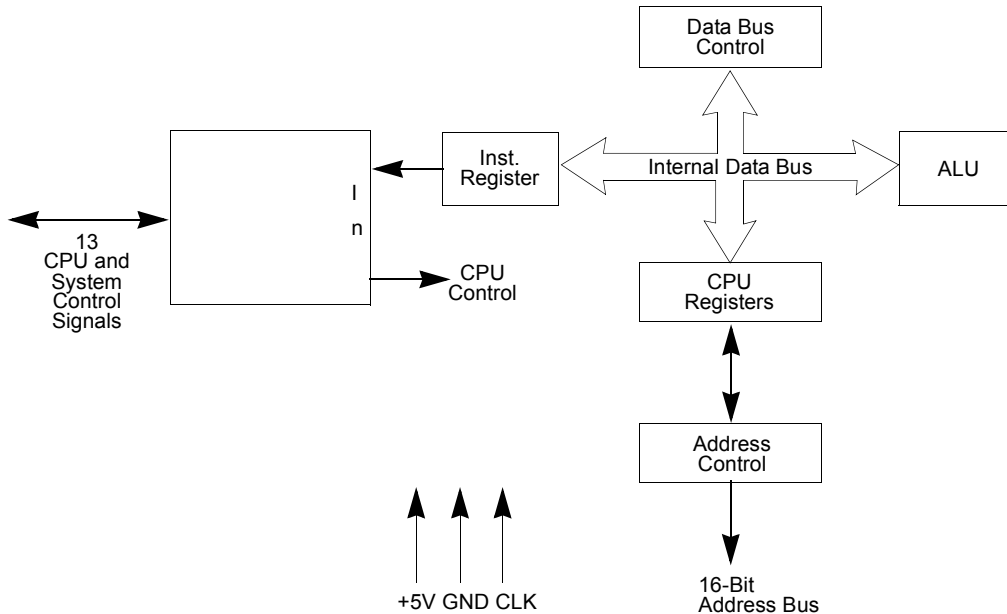 Data Bus
Control
Inst.
Register
Internal Data Bus
ALU
I
n
13
CPU and
System
Control
Signals
CPU
Control
CPU
Registers
Address
Control
+5V GND CLK
16-Bit
Address Bus